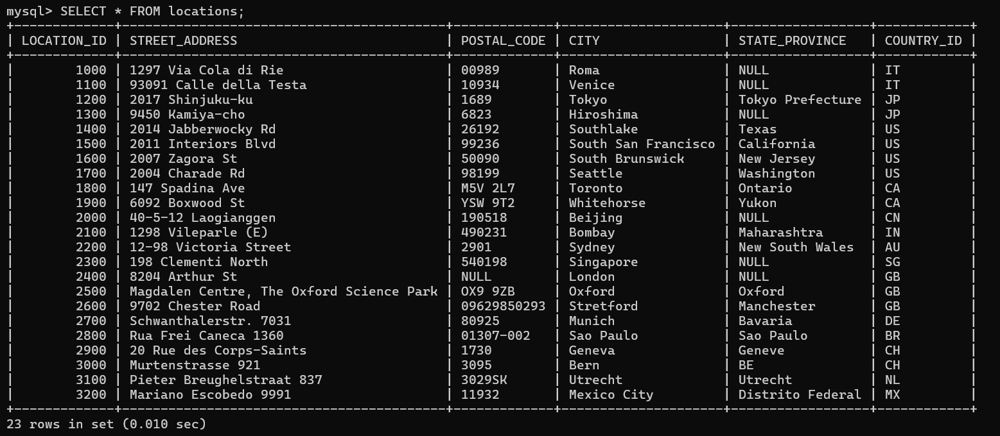 mysql> SELECT * FROM locations;
+-------------+------------------------------------------+-------------+---------------------+------------------+------------+
| LOCATION_ID | STREET_ADDRESS                           | POSTAL_CODE | CITY                | STATE_PROVINCE   | COUNTRY_ID |
+-------------+------------------------------------------+-------------+---------------------+------------------+------------+
|        1000 | 1297 Via Cola di Rie                     | 00989       | Roma                | NULL             | IT         |
|        1100 | 93091 Calle della Testa                  | 10934       | Venice              | NULL             | IT         |
|        1200 | 2017 Shinjuku-ku                         | 1689        | Tokyo               | Tokyo Prefecture | JP         |
|        1300 | 9450 Kamiya-cho                          | 6823        | Hiroshima           | NULL             | JP         |
|        1400 | 2014 Jabberwocky Rd                      | 26192       | Southlake           | Texas            | US         |
|        1500 | 2011 Interiors Blvd                      | 99236       | South San Francisco | California       | US         |
|        1600 | 2007 Zagora St                           | 50090       | South Brunswick     | New Jersey       | US         |
|        1700 | 2004 Charade Rd                          | 98199       | Seattle             | Washington       | US         |
|        1800 | 147 Spadina Ave                          | M5V 2L7     | Toronto             | Ontario          | CA         |
|        1900 | 6092 Boxwood St                          | YSW 9T2     | Whitehorse          | Yukon            | CA         |
|        2000 | 40-5-12 Laogianggen                      | 190518      | Beijing             | NULL             | CN         |
|        2100 | 1298 Vileparle (E)                       | 490231      | Bombay              | Maharashtra      | IN         |
|        2200 | 12-98 Victoria Street                    | 2901        | Sydney              | New South Wales  | AU         |
|        2300 | 198 Clementi North                       | 540198      | Singapore           | NULL             | SG         |
|        2400 | 8204 Arthur St                           | NULL        | London              | NULL             | GB         |
|        2500 | Magdalen Centre, The Oxford Science Park | OX9 9ZB     | Oxford              | Oxford           | GB         |
|        2600 | 9702 Chester Road                        | 09629850293 | Stretford           | Manchester       | GB         |
|        2700 | Schwanthalerstr. 7031                    | 80925       | Munich              | Bavaria          | DE         |
|        2800 | Rua Frei Caneca 1360                     | 01307-002   | Sao Paulo           | Sao Paulo        | BR         |
|        2900 | 20 Rue des Corps-Saints                  | 1730        | Geneva              | Geneve           | CH         |
|        3000 | Murtenstrasse 921                        | 3095        | Bern                | BE               | CH         |
|        3100 | Pieter Breughelstraat 837                | 3029SK      | Utrecht             | Utrecht          | NL         |
|        3200 | Mariano Escobedo 9991                    | 11932       | Mexico City         | Distrito Federal | MX         |
+-------------+------------------------------------------+-------------+---------------------+------------------+------------+
23 rows in set (0.010 sec)